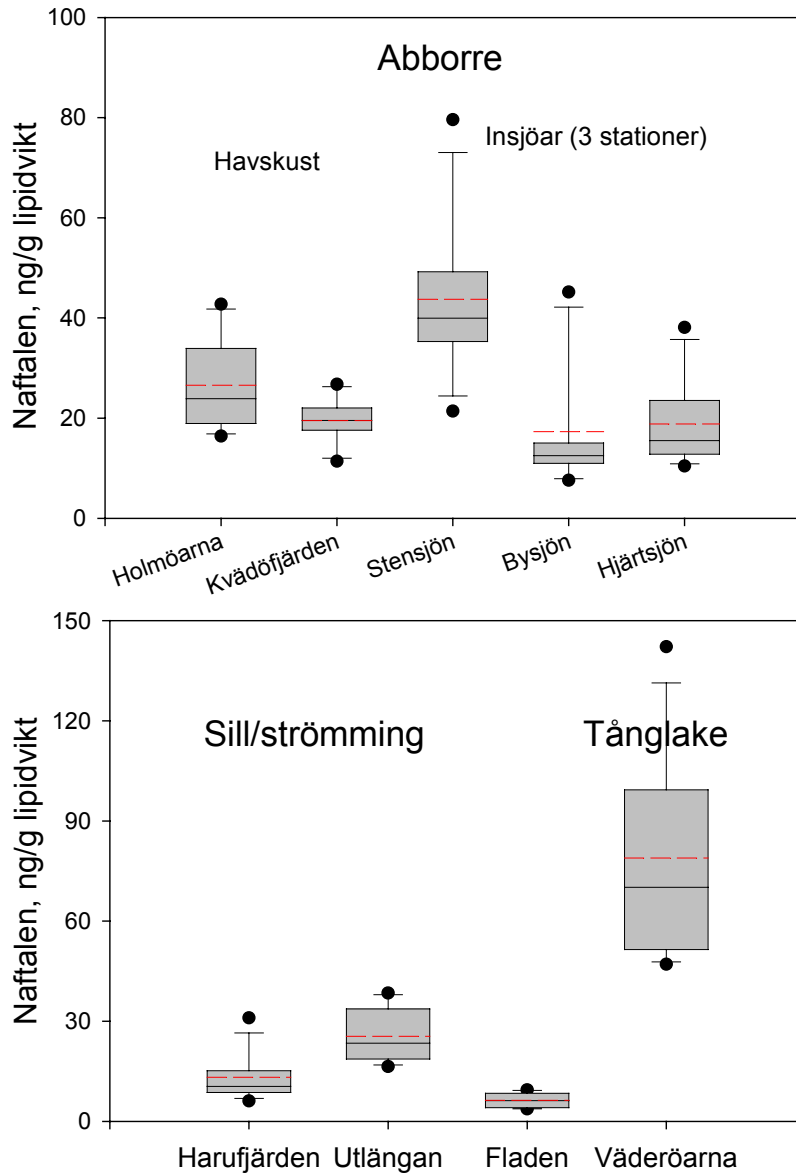 100
Abborre
80
Insjöar (3 stationer)
Havskust
60
40
20
0
Naftalen, ng/g lipidvikt
Holmöarna
Kvädöfjärden
Stensjön
Bysjön
Hjärtsjön
150
120
Sill/strömming
Tånglake
90
60
30
0
Naftalen, ng/g lipidvikt
Harufjärden
Utlängan
Fladen
Väderöarna